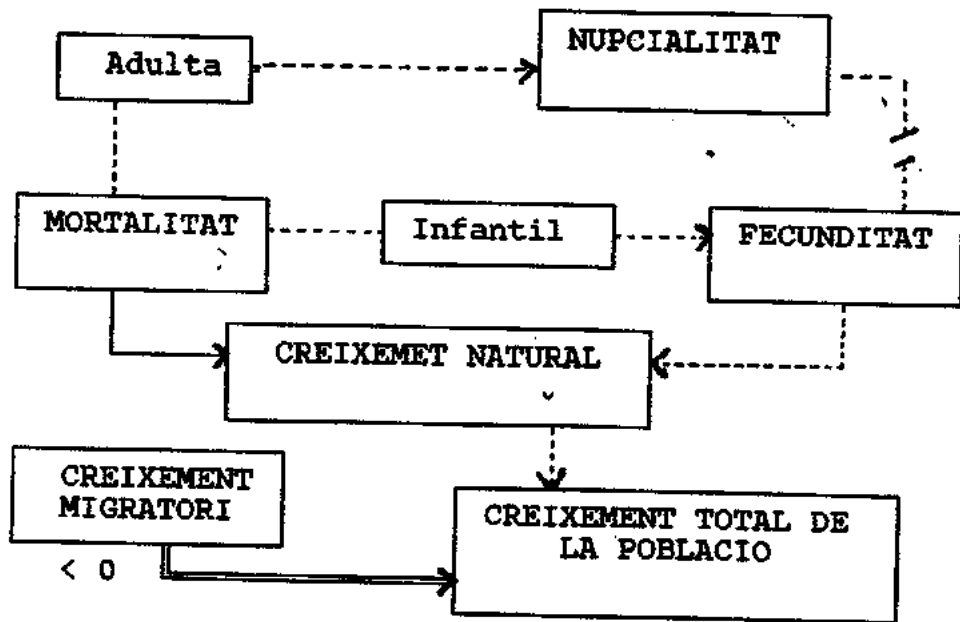 Adulta
NUPCIALITAT
MORTALITAT
Infantil
FECUNDITAT
CREIXEMET NATURAL
CREIXEMENT
MIGRATORI
< 0
CREIXEMENT TOTAL DE
LA POBLACIO